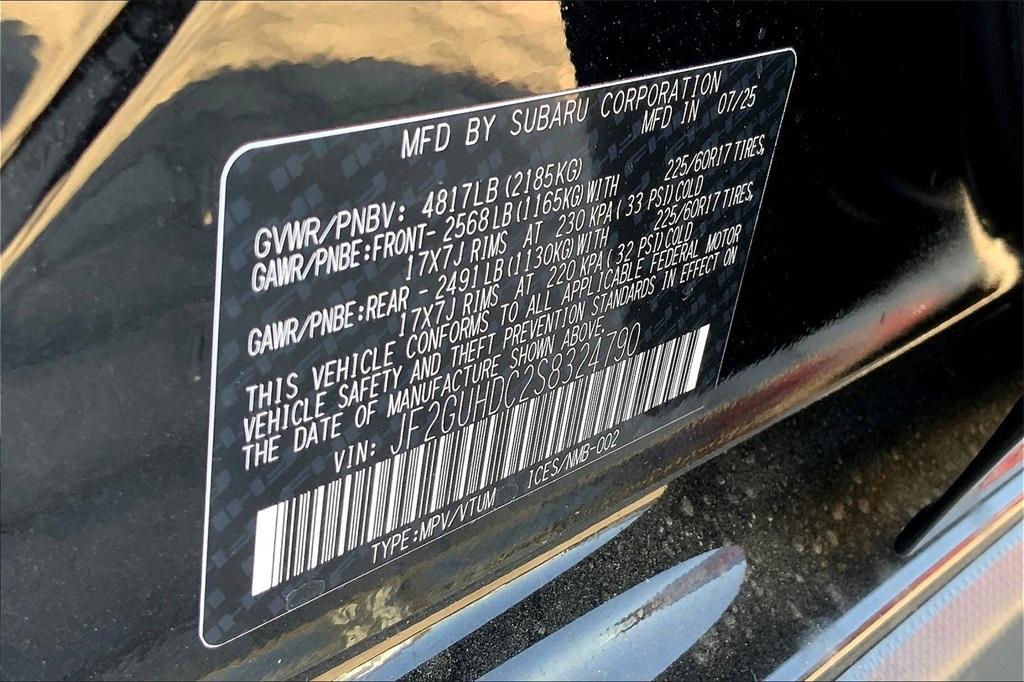 MFD BY SUBARU CORPORATION
MFD IN 07/25
GVWR/PNBV: 4817LB (2185KG)
GAWR/PNBE:FRONT- 2568LB (1165KG) WITH 225/60R17 TIRES,
17X7J RIMS AT 230 KPA (33 PSI) COLD
GAWR/PNBE:REAR - 2491LB (1130KG) WITH 225/60R17 TIRES,
17X7J RIMS AT 220 KPA (32 PSI) COLD
THIS VEHICLE CONFORMS TO ALL APPLICABLE FEDERAL MOTOR
VEHICLE SAFETY AND THEFT PREVENTION STANDARDS IN EFFECT ON
THE DATE OF MANUFACTURE SHOWN ABOVE.
VIN: JF2GUHDC2S8324790
TYPE:MPV/VTUM ICES/NMB-002